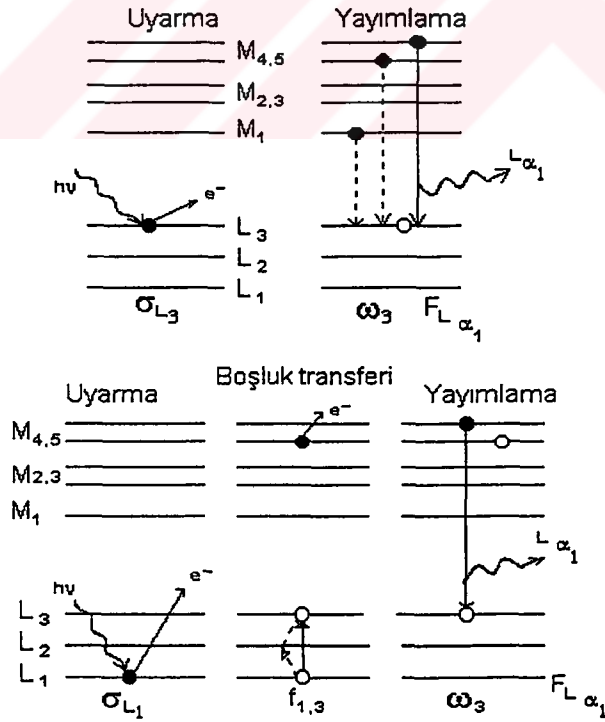 Uyarma Yayımlama
M4,5
M2,3
M1
hν
e⁻
Lα1
L3
L2
L1
σL3
ω3
FLα1
Boşluk transferi
Uyarma
Yayımlama
e⁻
M4,5
M2,3
M1
hν
e⁻
Lα1
L3
L2
L1
σL1
f1,3
ω3
FLα1